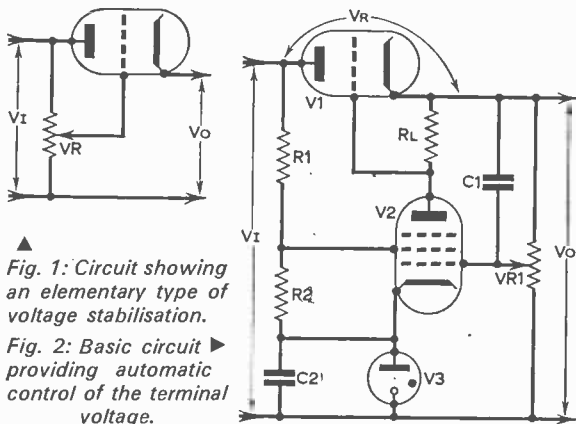 VI
VR
VO
Fig. 1: Circuit showing
an elementary type of
voltage stabilisation.
Fig. 2: Basic circuit
providing automatic
control of the terminal
voltage.
VR
V1
RL
R1
C1
V2
VI
VR1
VO
R2
C2
V3